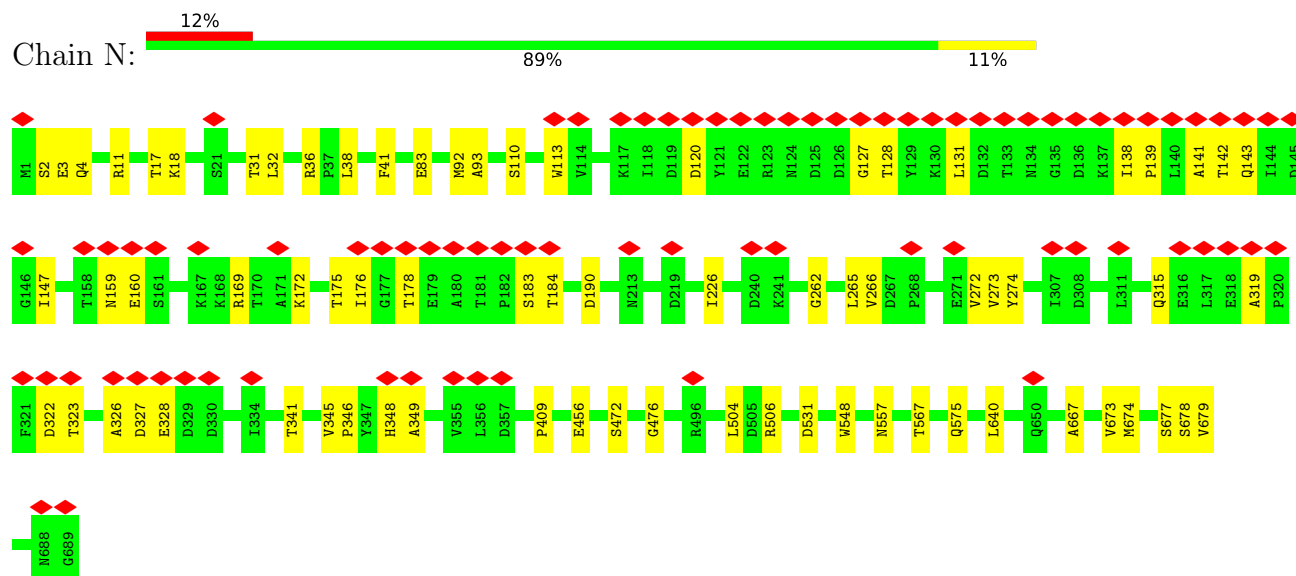 12%
Chain N:
89% 11%
M1 S2 E3 Q4 R11 T17 K18 S21 T31 L32 R36 P37 L38 F41 E83 M92 A93 S110 W113 V114 K117 I118 D119 D120 Y121 E122 R123 N124 D125 D126 G127 T128 Y129 K130 L131 D132 T133 N134 G135 D136 K137 I138 P139 L140 A141 T142 Q143 I144 D145
G146 I147 T158 N159 E160 S161 K167 K168 R169 T170 A171 K172 T175 I176 G177 T178 E179 A180 T181 P182 S183 T184 D190 N213 D219 I226 D240 K241 G262 L265 V266 D267 P268 E271 V272 V273 Y274 I307 D308 L311 Q315 E316 L317 E318 A319 P320
F321 D322 T323 A326 D327 E328 D329 D330 I334 T341 V345 P346 Y347 H348 A349 V355 L356 D357 P409 E456 S472 G476 R496 L504 D505 R506 D531 W548 N557 T567 Q575 L640 Q650 A667 V673 M674 S677 S678 V679
N688 G689